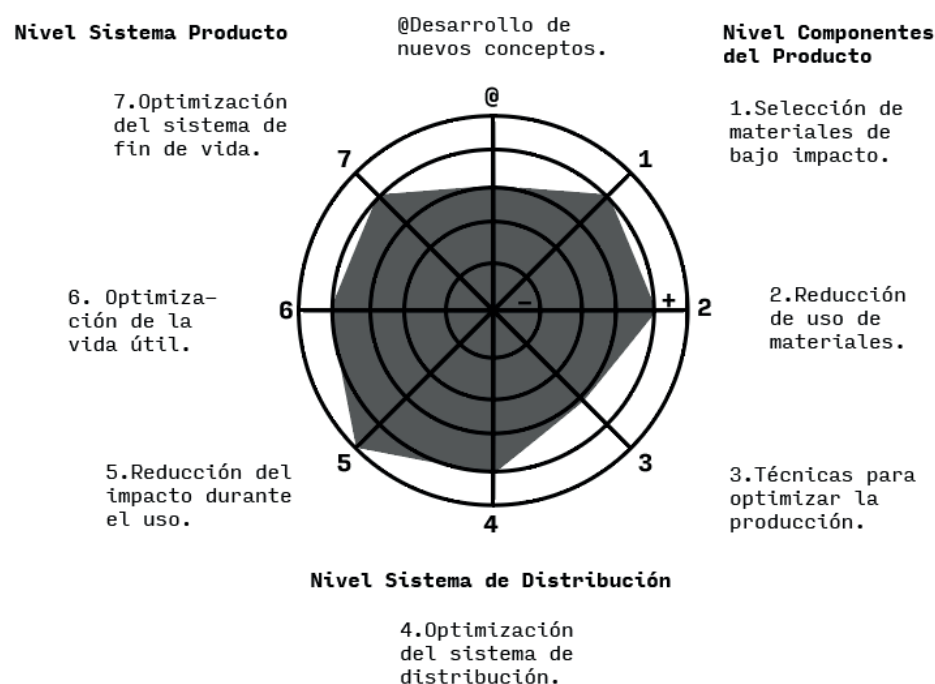 Nivel Sistema Producto
@Desarrollo de
nuevos conceptos.
Nivel Componentes
del Producto
7.Optimización
del sistema de
fin de vida.
1.Selección de
materiales de
bajo impacto.
@
7
1
6. Optimiza–
ción de la
vida útil.
6
–
+
2
2.Reducción
de uso de
materiales.
5.Reducción del
impacto durante
el uso.
5
3
3.Técnicas para
optimizar la
producción.
4
Nivel Sistema de Distribución
4.Optimización
del sistema de
distribución.